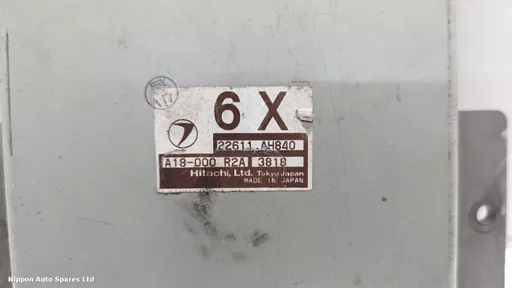 6 X
22611 AH840
A18-000 R2A 3818
Hitachi, Ltd. Tokyo Japan
MADE IN JAPAN
Nippon Auto Spares Ltd